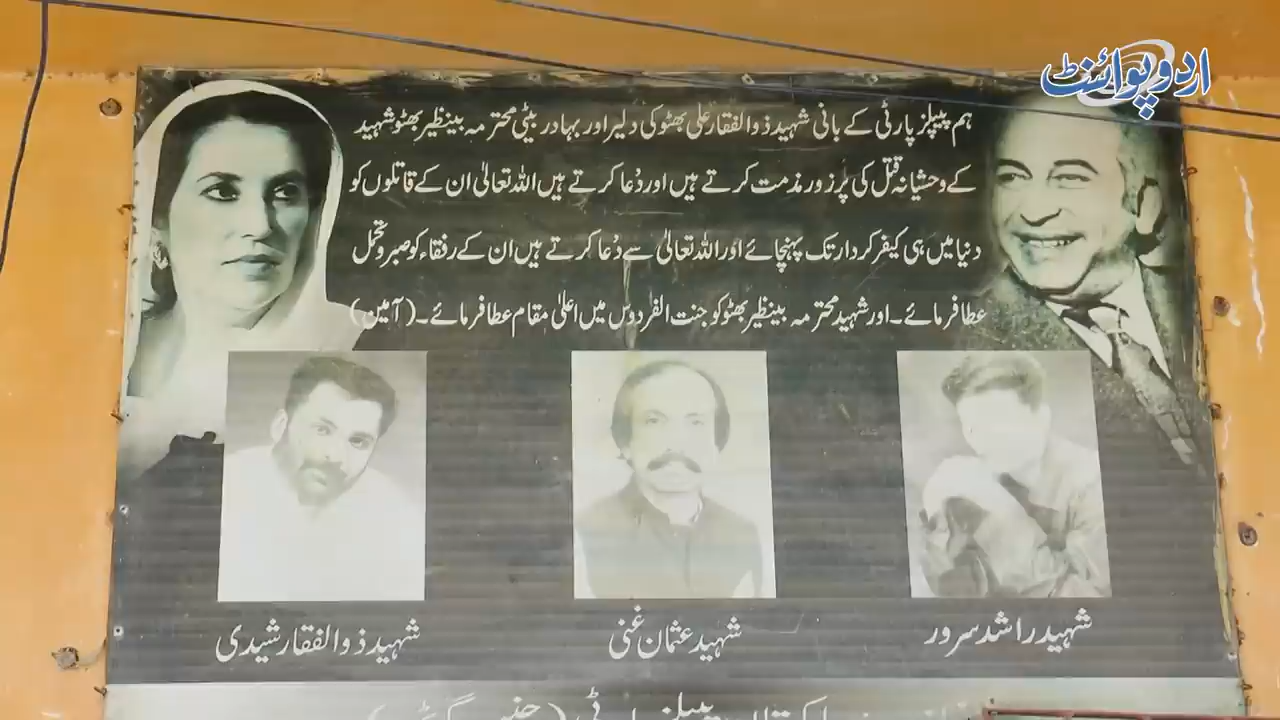 اردو پوائنٹ
ہم پیپلز پارٹی کے بانی شہید ذوالفقار علی بھٹو کی دلیر اور بہادر بیٹی محترمہ بینظیر بھٹو شہید
کے وحشیانہ قتل کی پرزور مذمت کرتے ہیں اور دُعا کرتے ہیں اللہ تعالیٰ ان کے قاتلوں کو
دنیا میں ہی کیفر کردار تک پہنچائے اور اللہ تعالیٰ سے دُعا کرتے ہیں ان کے رفقاء کو صبر و تحمل
عطا فرمائے۔ اور شہید محترمہ بینظیر بھٹو کو جنت الفردوس میں اعلیٰ مقام عطا فرمائے۔ (آمین)
شہید راشد سرور
شہید عثمان غنی
شہید ذوالفقار شیدی
پیپلز پارٹی